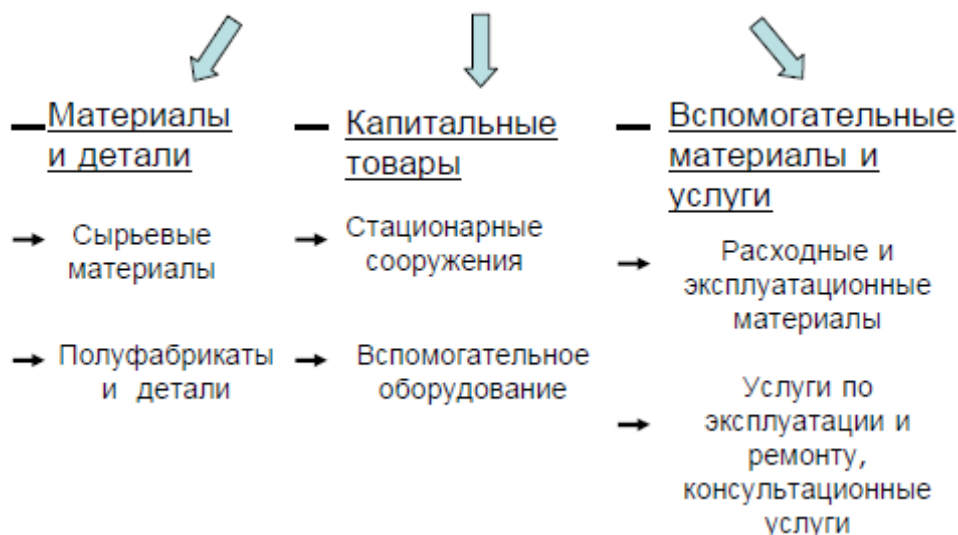 Материалы
и детали
Сырьевые
материалы
Полуфабрикаты
и детали
Капитальные
товары
Стационарные
сооружения
Вспомогательное
оборудование
Вспомогательные
материалы и
услуги
Расходные и
эксплуатационные
материалы
Услуги по
эксплуатации и
ремонту,
консультационные
услуги